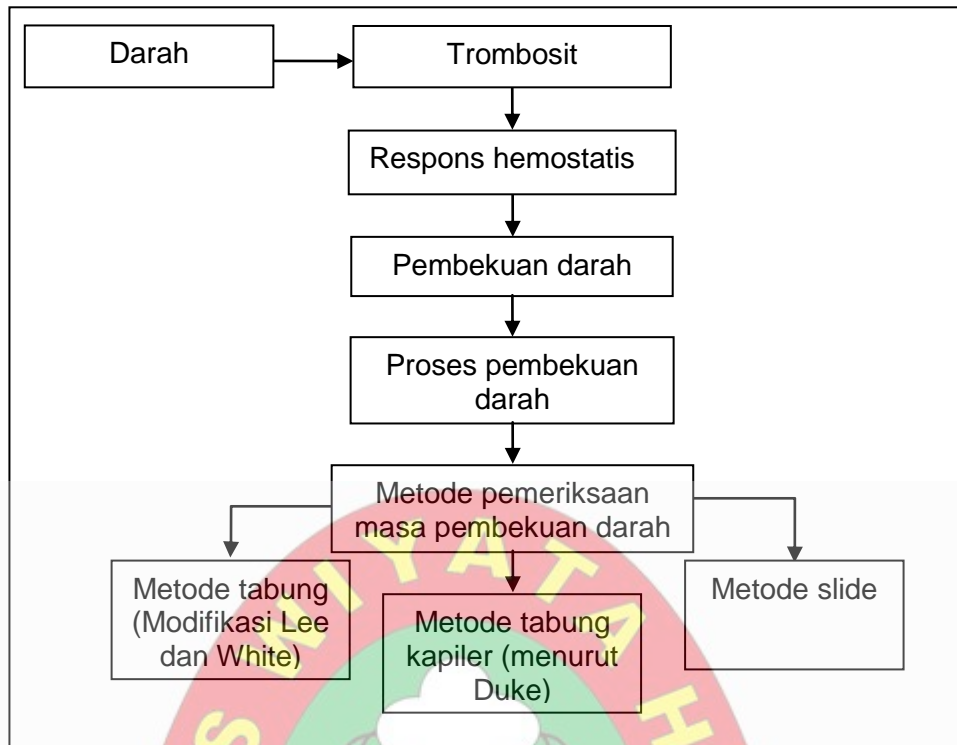 Darah
Trombosit
Respons hemostatis
Pembekuan darah
Proses pembekuan
darah
Metode pemeriksaan
masa pembekuan darah
Metode tabung
(Modifikasi Lee
dan White)
Metode tabung
kapiler (menurut
Duke)
Metode slide
S WIYATA H